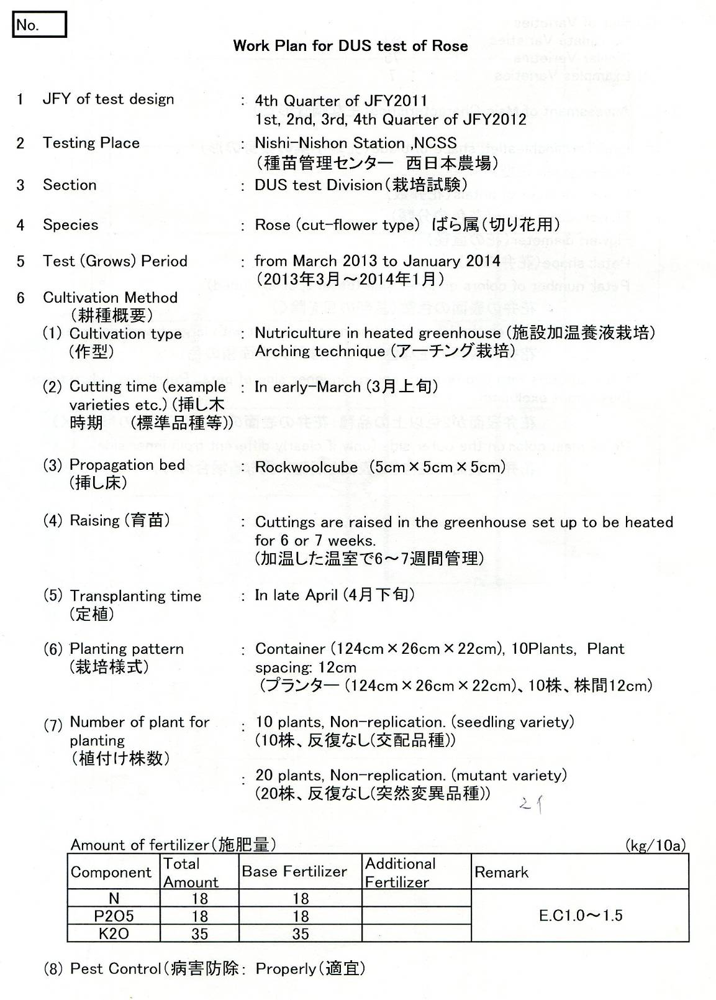 No.
Work Plan for DUS test of Rose
1 JFY of test design : 4th Quarter of JFY2011
1st, 2nd, 3rd, 4th Quarter of JFY2012
2 Testing Place : Nishi-Nishon Station ,NCSS
(種苗管理センター 西日本農場)
3 Section : DUS test Division(栽培試験)
4 Species : Rose (cut-flower type) ばら属(切り花用)
5 Test (Grows) Period : from March 2013 to January 2014
(2013年3月~2014年1月)
6 Cultivation Method
(耕種概要)
(1) Cultivation type : Nutriculture in heated greenhouse (施設加温養液栽培)
(作型) Arching technique (アーチング栽培)
(2) Cutting time (example : In early-March (3月上旬)
varieties etc.) (挿し木
時期 (標準品種等))
(3) Propagation bed : Rockwoolcube (5cm×5cm×5cm)
(挿し床)
(4) Raising (育苗) : Cuttings are raised in the greenhouse set up to be heated
for 6 or 7 weeks.
(加温した温室で6~7週間管理)
(5) Transplanting time : In late April (4月下旬)
(定植)
(6) Planting pattern : Container (124cm×26cm×22cm), 10Plants, Plant
(栽培様式) spacing: 12cm
(プランター (124cm×26cm×22cm)、10株、株間12cm)
(7) Number of plant for : 10 plants, Non-replication. (seedling variety)
planting (10株、反復なし(交配品種))
(植付け株数)
: 20 plants, Non-replication. (mutant variety)
(20株、反復なし(突然変異品種))
Amount of fertilizer(施肥量) (kg/10a)
Component Total Amount Base Fertilizer Additional Fertilizer Remark
N 18 18
P2O5 18 18 E.C1.0~1.5
K2O 35 35
(8) Pest Control(病害防除: Properly(適宜)